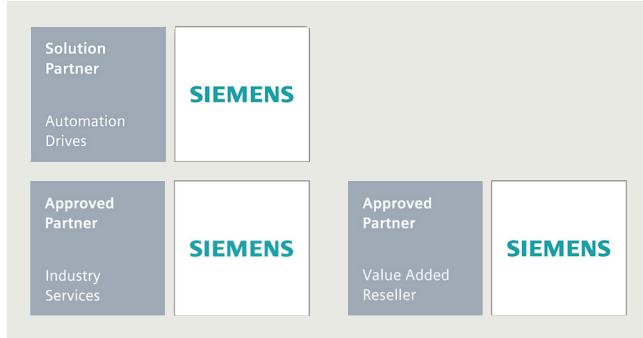 Solution
Partner
Automation
Drives
SIEMENS
Approved
Partner
Industry
Services
SIEMENS
Approved
Partner
Value Added
Reseller
SIEMENS